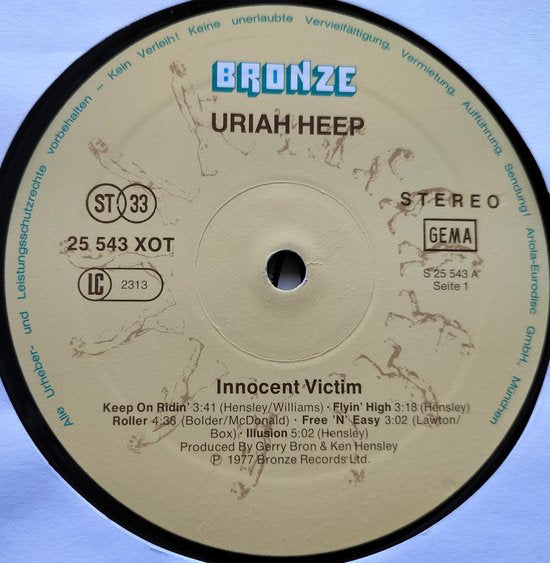 Alle Urheber- und Leistungsschutzrechte vorbehalten – Kein Verleih! Keine unerlaubte Vervielfältigung, Vermietung, Aufführung, Sendung! Ariola-Eurodisc GmbH, München
BRONZE
URIAH HEEP
ST 33
STEREO
25 543 XOT
GEMA
LC 2313
S 25 543 A
Seite 1
Innocent Victim
Keep On Ridin' 3:41 (Hensley/Williams) · Flyin' High 3:18 (Hensley)
Roller 4:38 (Bolder/McDonald) · Free 'N' Easy 3:02 (Lawton/
Box) · Illusion 5:02 (Hensley)
Produced By Gerry Bron & Ken Hensley
℗ 1977 Bronze Records Ltd.